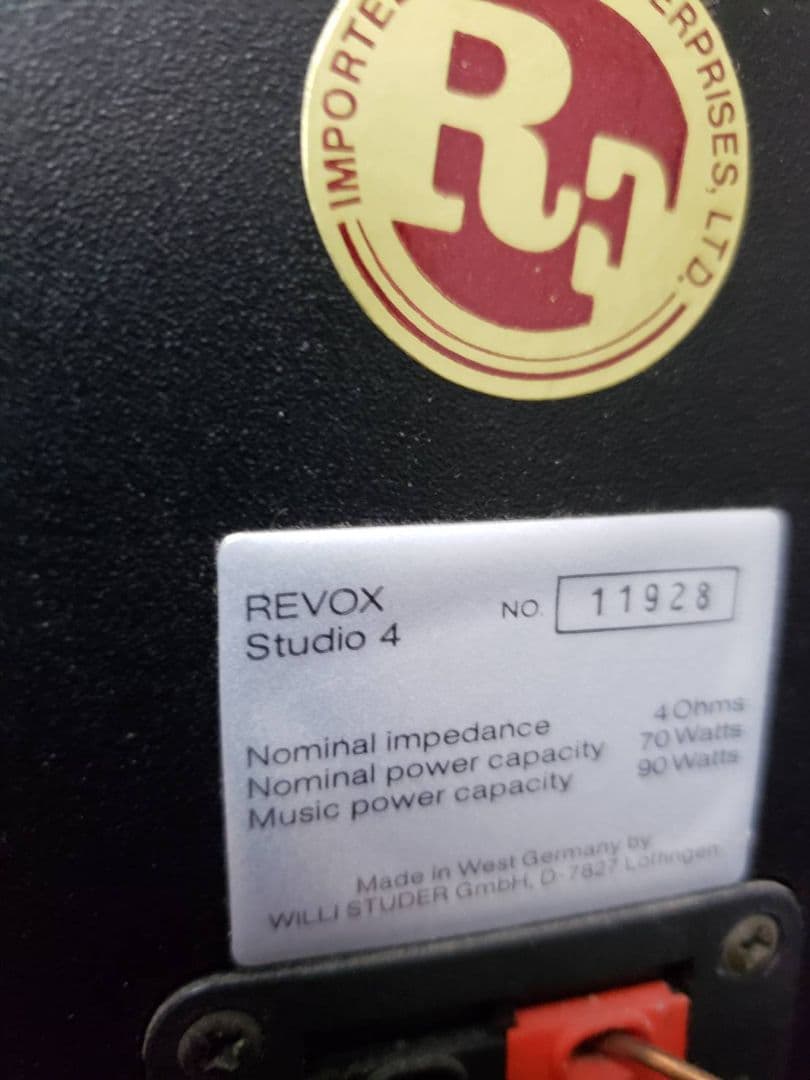 IMPORTE
ERPRISES, LTD.
RE
REVOX
Studio 4
NO. 11928
Nominal impedance 4 Ohms
Nominal power capacity 70 Watts
Music power capacity 90 Watts
Made in West Germany by
WILLI STUDER GmbH, D-7827 Löffingen